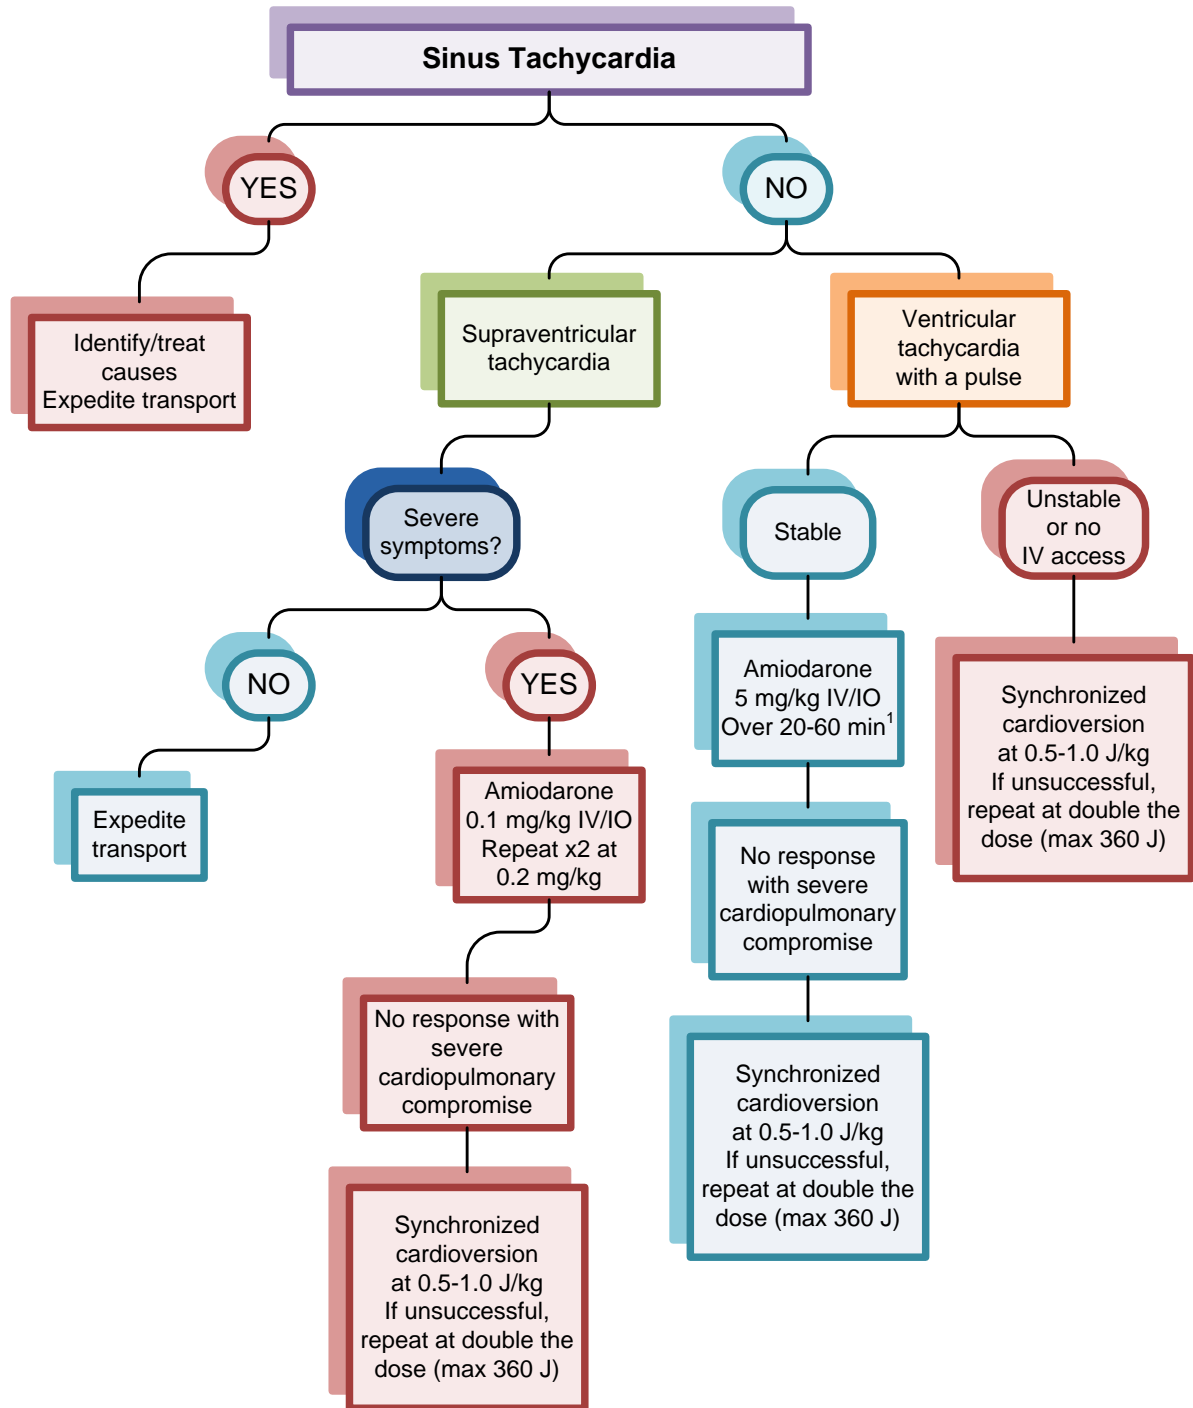 Sinus Tachycardia
YES
NO
Identify/treat
causes
Expedite transport
Supraventricular
tachycardia
Ventricular
tachycardia
with a pulse
Severe
symptoms?
Stable
Unstable
or no
IV access
NO
YES
Expedite
transport
Amiodarone
0.1 mg/kg IV/IO
Repeat x2 at
0.2 mg/kg
No response with
severe
cardiopulmonary
compromise
Synchronized
cardioversion
at 0.5-1.0 J/kg
If unsuccessful,
repeat at double the
dose (max 360 J)
Amiodarone
5 mg/kg IV/IO
Over 20-60 min¹
No response
with severe
cardiopulmonary
compromise
Synchronized
cardioversion
at 0.5-1.0 J/kg
If unsuccessful,
repeat at double the
dose (max 360 J)
Synchronized
cardioversion
at 0.5-1.0 J/kg
If unsuccessful,
repeat at double the
dose (max 360 J)